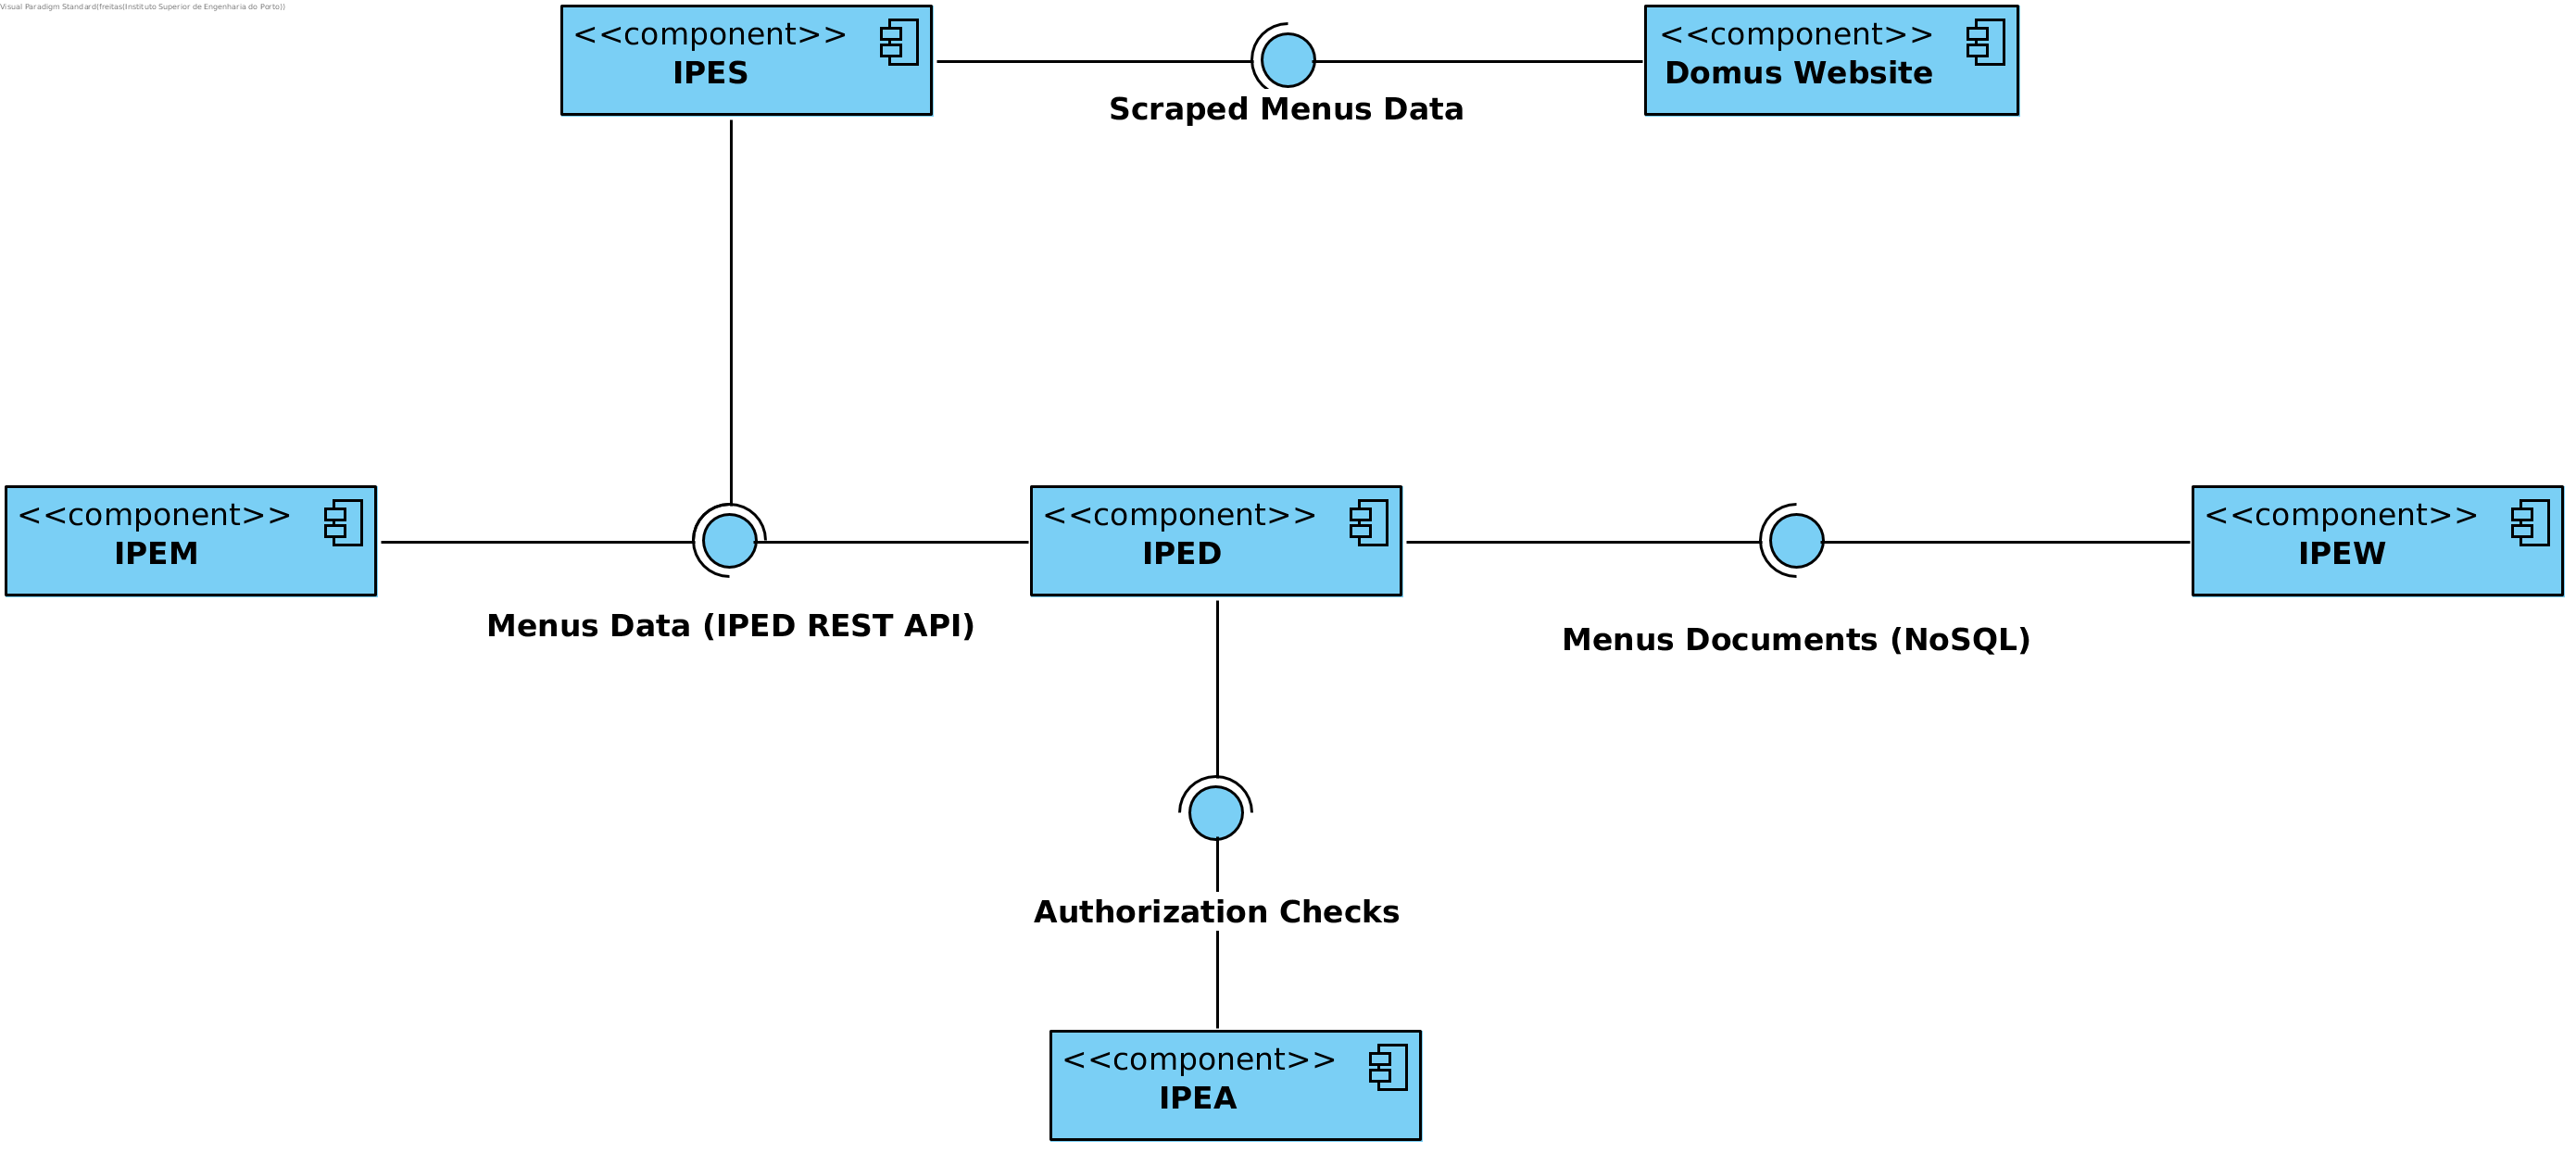 Visual Paradigm Standard(freitas(Instituto Superior de Engenharia do Porto))
<<component>>
IPES
<<component>>
Domus Website
Scraped Menus Data
<<component>>
IPEM
<<component>>
IPED
<<component>>
IPEW
Menus Data (IPED REST API)
Menus Documents (NoSQL)
Authorization Checks
<<component>>
IPEA